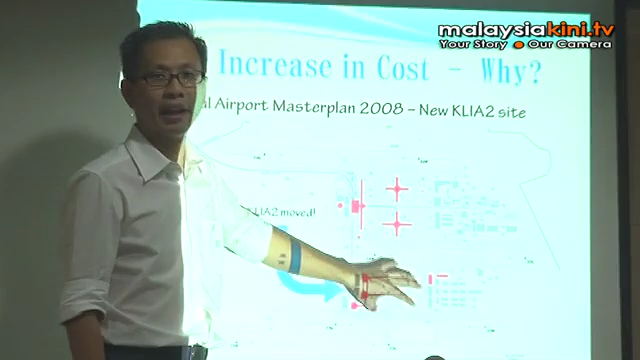 malaysiakini.tv
Your Story Our Camera
Increase in Cost – Why?
al Airport Masterplan 2008 – New KLIA2 site
KLIA2 moved!